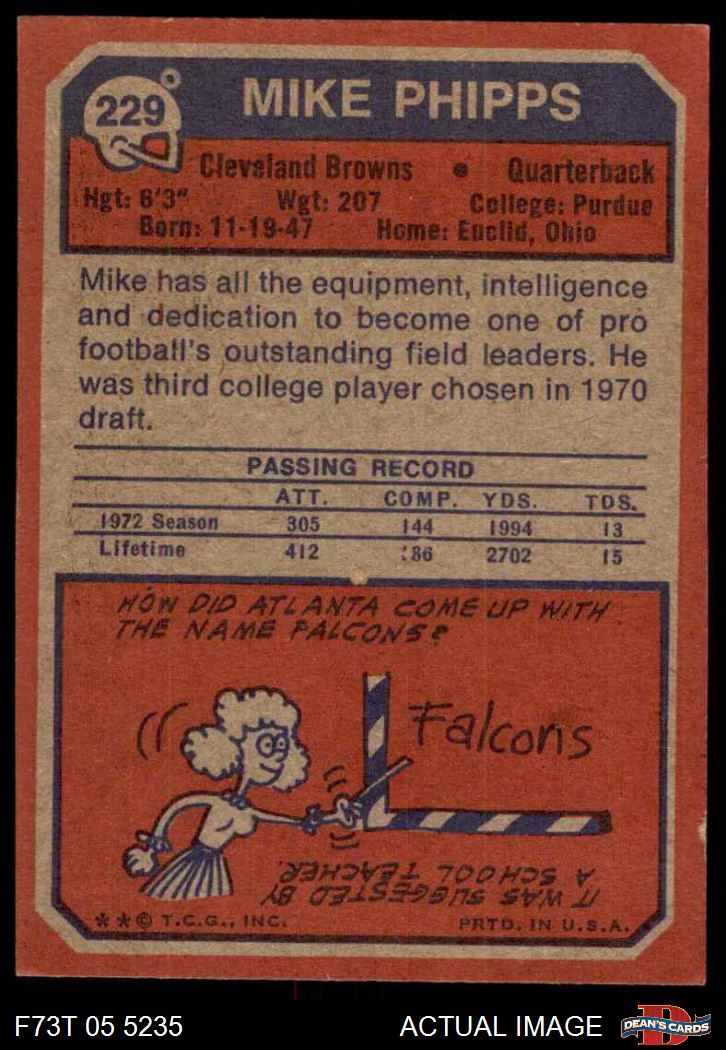 229
MIKE PHIPPS
Cleveland Browns • Quarterback
Hgt: 6'3" Wgt: 207 College: Purdue
Born: 11-19-47 Home: Euclid, Ohio
Mike has all the equipment, intelligence
and dedication to become one of pro
football's outstanding field leaders. He
was third college player chosen in 1970
draft.
PASSING RECORD
ATT. COMP. YDS. TDS.
1972 Season 305 144 1994 13
Lifetime 412 186 2702 15
HOW DID ATLANTA COME UP WITH
THE NAME FALCONS?
Falcons
IT WAS SUGGESTED BY
A SCHOOL TEACHER.
**© T.C.G., INC. PRTD. IN U.S.A.
F73T 05 5235 ACTUAL IMAGE
D
DEAN'S CARDS